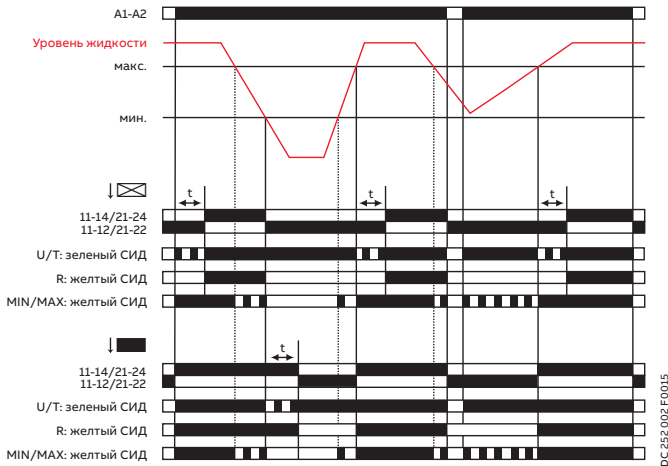 A1-A2
Уровень жидкости
макс.
мин.
t
t
t
11-14/21-24
11-12/21-22
U/T: зеленый СИД
R: желтый СИД
MIN/MAX: желтый СИД
t
11-14/21-24
11-12/21-22
U/T: зеленый СИД
R: желтый СИД
MIN/MAX: желтый СИД
DC 252 002 F0015